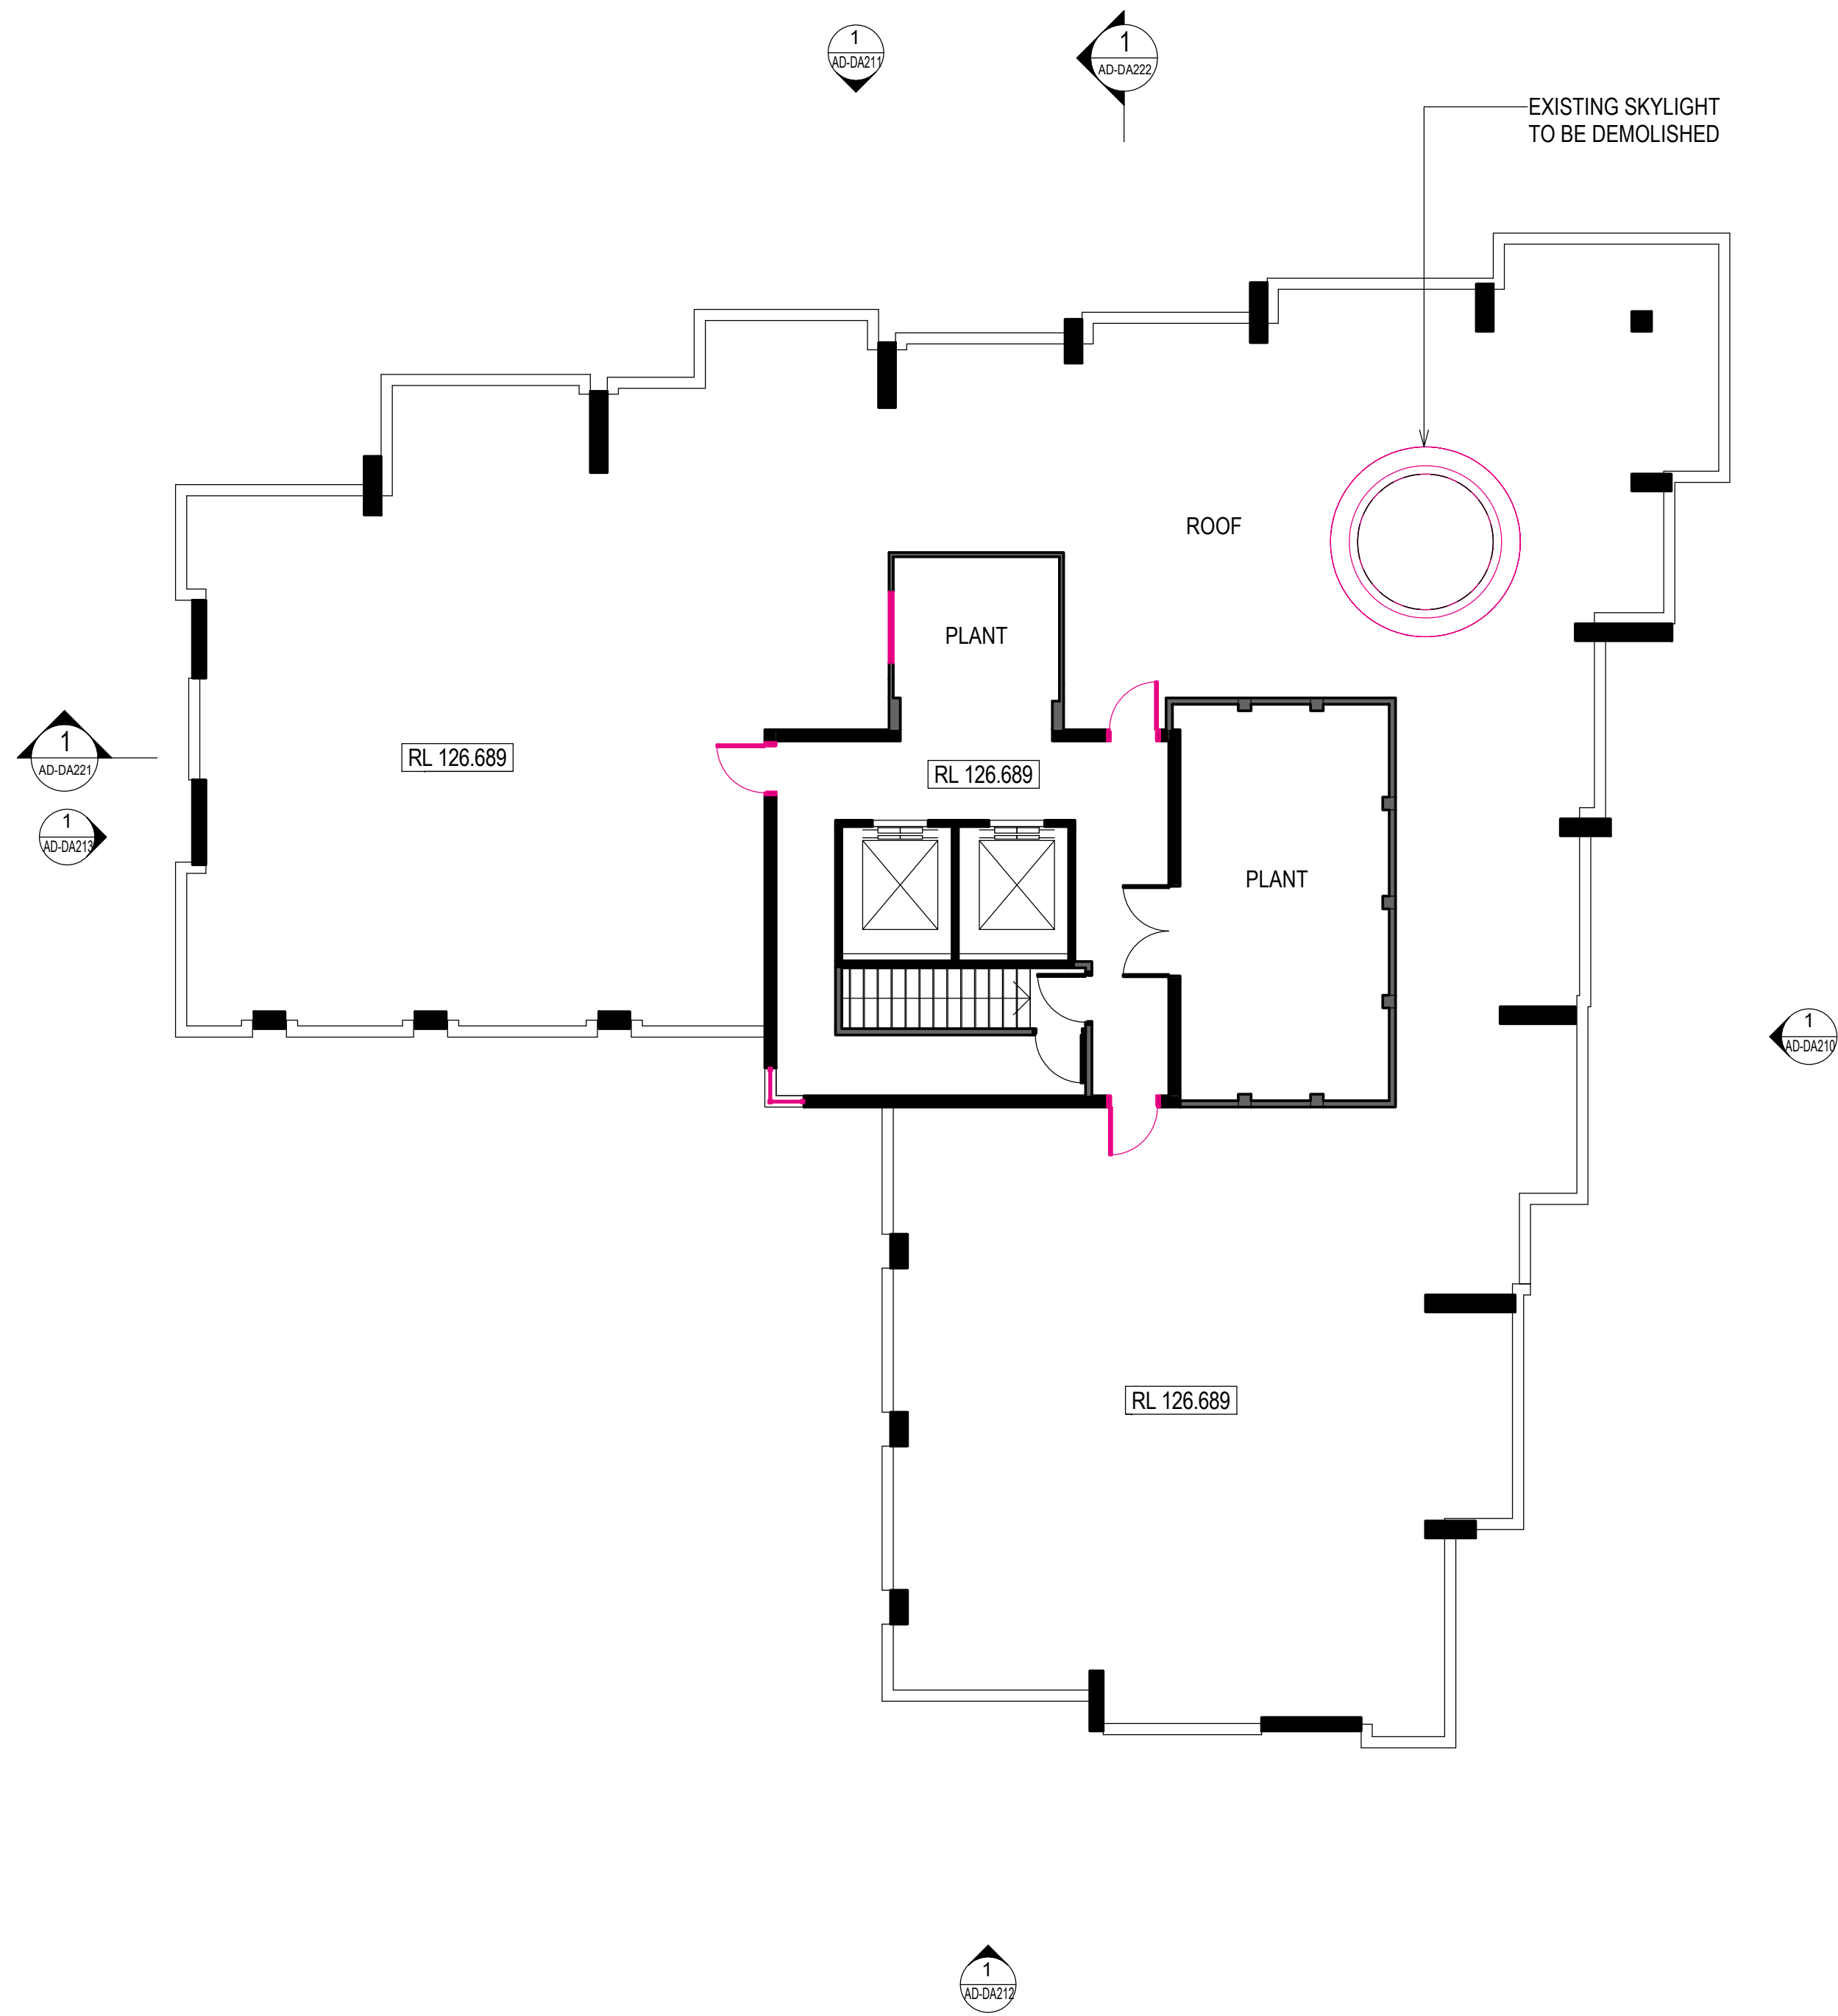 1
AD-DA211
1
AD-DA222
EXISTING SKYLIGHT
TO BE DEMOLISHED
ROOF
PLANT
1
AD-DA221
RL 126.689
RL 126.689
1
AD-DA213
PLANT
1
AD-DA210
RL 126.689
1
AD-DA212